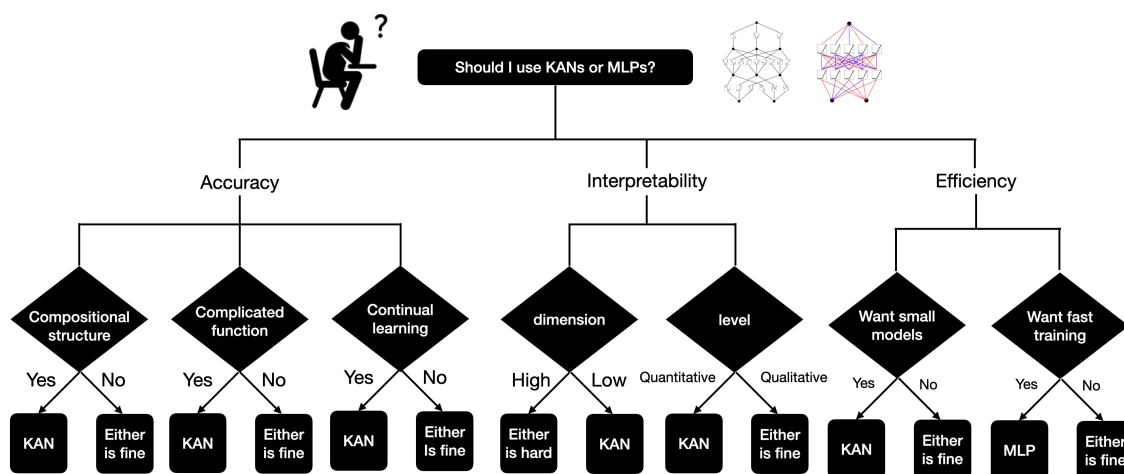 ?
Should I use KANs or MLPs?
Accuracy
Interpretability
Efficiency
Compositional
structure
Complicated
function
Continual
learning
dimension
level
Want small
models
Want fast
training
Yes
No
Yes
No
Yes
No
High
Low
Quantitative
Qualitative
Yes
No
Yes
No
KAN
Either
is fine
KAN
Either
is fine
KAN
Either
Is fine
Either
is hard
KAN
KAN
Either
is fine
KAN
Either
is fine
MLP
Either
is fine